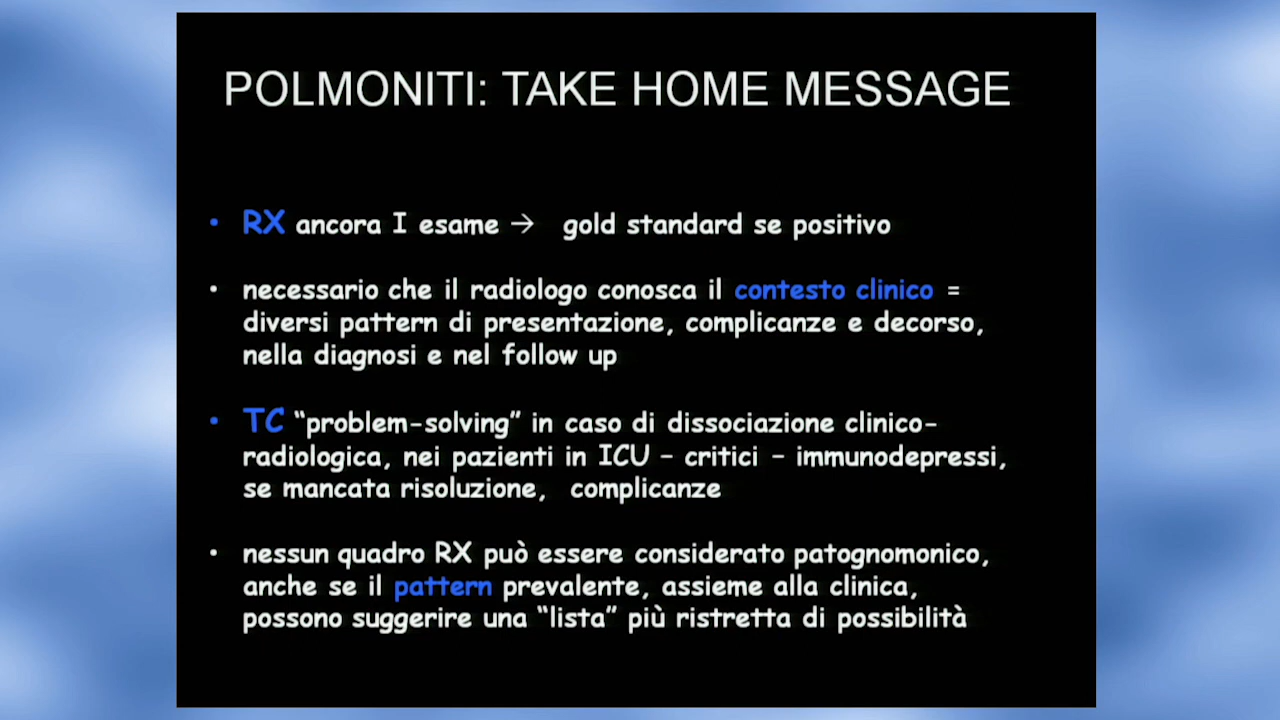 POLMONITI: TAKE HOME MESSAGE
• RX ancora I esame → gold standard se positivo
• necessario che il radiologo conosca il contesto clinico =
diversi pattern di presentazione, complicanze e decorso,
nella diagnosi e nel follow up
• TC “problem-solving” in caso di dissociazione clinico-
radiologica, nei pazienti in ICU – critici – immunodepressi,
se mancata risoluzione, complicanze
• nessun quadro RX può essere considerato patognomonico,
anche se il pattern prevalente, assieme alla clinica,
possono suggerire una “lista” più ristretta di possibilità